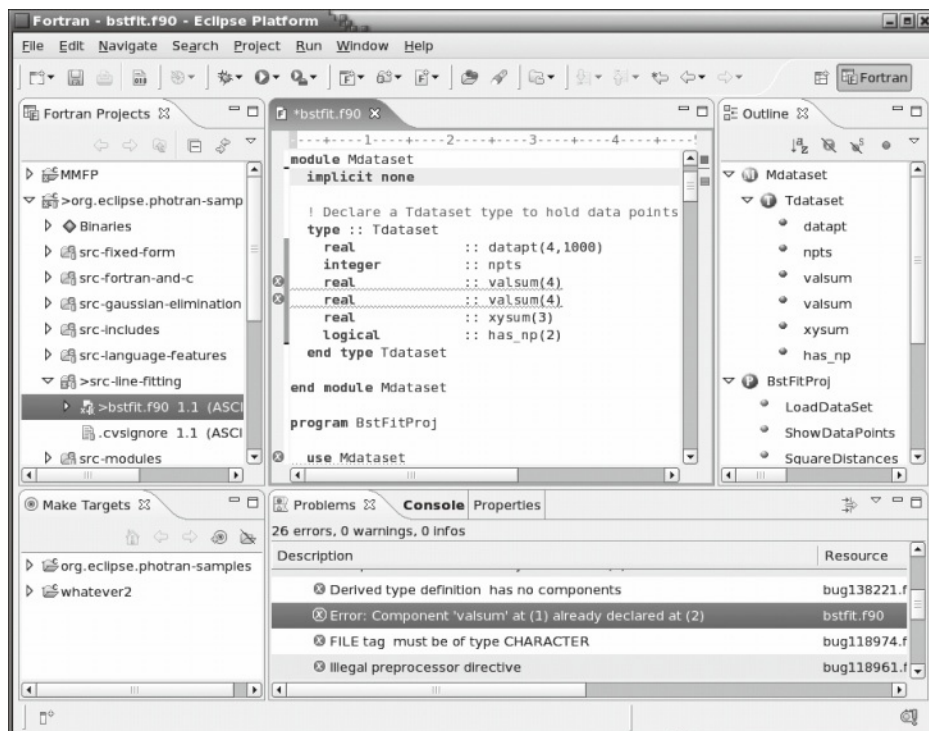 Fortran - bstfit.f90 - Eclipse Platform
File Edit Navigate Search Project Run Window Help
Fortran
Fortran Projects
MMFP
>org.eclipse.photran-samp
Binaries
src-fixed-form
src-fortran-and-c
src-gaussian-elimination
src-includes
src-language-features
>src-line-fitting
>bstfit.f90 1.1 (ASCI
.cvsignore 1.1 (ASCI
src-modules
*bstfit.f90
----+----1----+----2----+----3----+----4----+----5
module Mdataset
implicit none
! Declare a Tdataset type to hold data points
type :: Tdataset
real :: datapt(4,1000)
integer :: npts
real :: valsum(4)
real :: valsum(4)
real :: xysum(3)
logical :: has_np(2)
end type Tdataset
end module Mdataset
program BstFitProj
use Mdataset
Outline
Mdataset
Tdataset
datapt
npts
valsum
valsum
xysum
has_np
BstFitProj
LoadDataSet
ShowDataPoints
SquareDistances
Make Targets
org.eclipse.photran-samples
whatever2
Problems Console Properties
26 errors, 0 warnings, 0 infos
Description Resource
Derived type definition has no components bug138221.f
Error: Component 'valsum' at (1) already declared at (2) bstfit.f90
FILE tag must be of type CHARACTER bug118974.f
Illegal preprocessor directive bug118961.f